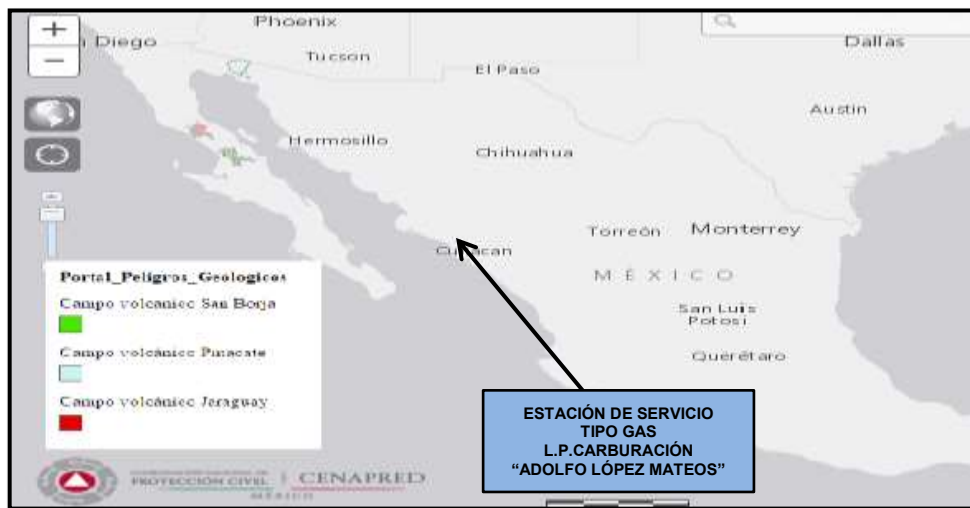 +
−
Phoenix
Diego
Tucson
Dallas
El Paso
Austin
Hermosillo
Chihuahua
Torreón
Monterrey
MÉXICO
San Luis
Potosí
Querétaro
Portal_Peligros_Geologicos
Campo volcánico San Borja
Campo volcánico Pinacate
Campo volcánico Jaraguay
ESTACIÓN DE SERVICIO
TIPO GAS
L.P.CARBURACIÓN
“ADOLFO LÓPEZ MATEOS”
PROTECCIÓN CIVIL
MÉXICO
CENAPRED